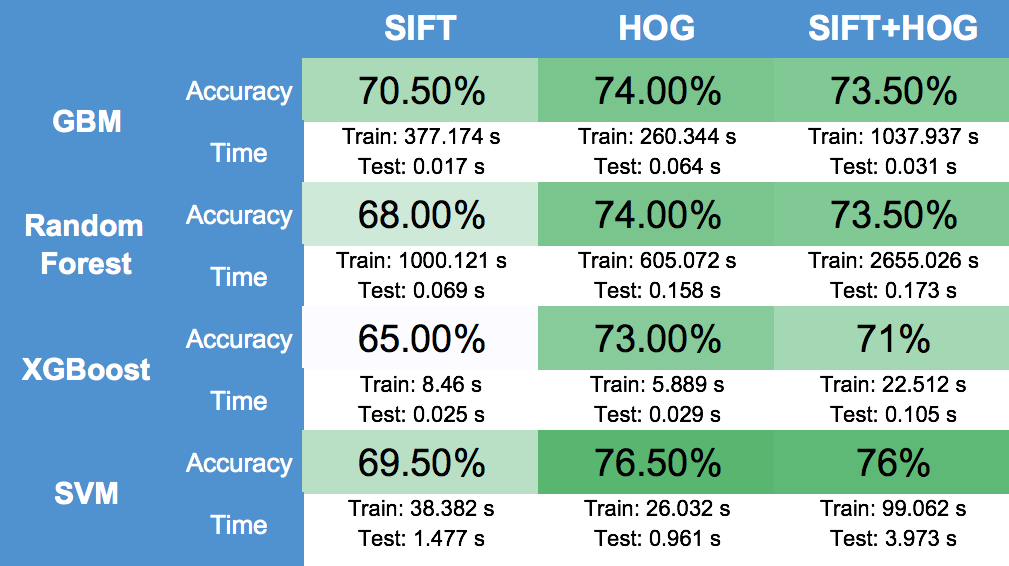 SIFT HOG SIFT+HOG
GBM
Accuracy 70.50% 74.00% 73.50%
Time
Train: 377.174 s Train: 260.344 s Train: 1037.937 s
Test: 0.017 s Test: 0.064 s Test: 0.031 s
Random
Forest
Accuracy 68.00% 74.00% 73.50%
Time
Train: 1000.121 s Train: 605.072 s Train: 2655.026 s
Test: 0.069 s Test: 0.158 s Test: 0.173 s
XGBoost
Accuracy 65.00% 73.00% 71%
Time
Train: 8.46 s Train: 5.889 s Train: 22.512 s
Test: 0.025 s Test: 0.029 s Test: 0.105 s
SVM
Accuracy 69.50% 76.50% 76%
Time
Train: 38.382 s Train: 26.032 s Train: 99.062 s
Test: 1.477 s Test: 0.961 s Test: 3.973 s